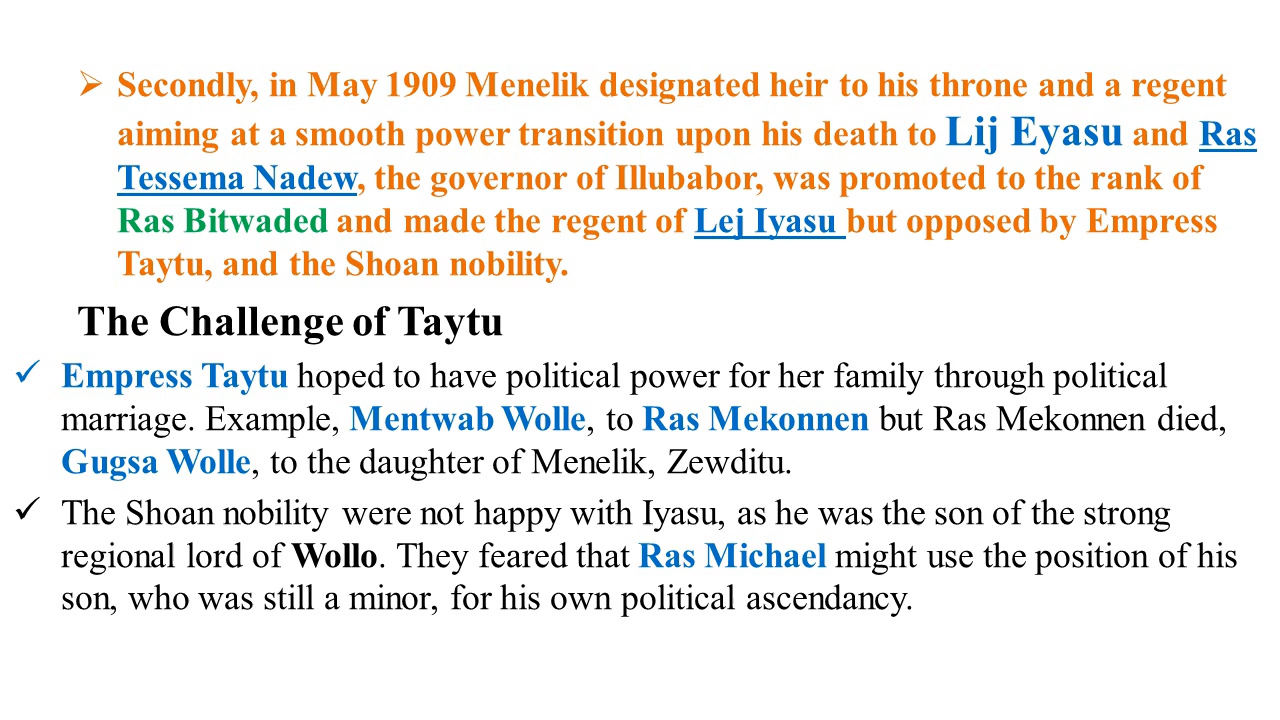 Secondly, in May 1909 Menelik designated heir to his throne and a regent
aiming at a smooth power transition upon his death to Lij Eyasu and Ras
Tessema Nadew, the governor of Illubabor, was promoted to the rank of
Ras Bitwaded and made the regent of Lej Iyasu but opposed by Empress
Taytu, and the Shoan nobility.
The Challenge of Taytu
Empress Taytu hoped to have political power for her family through political
marriage. Example, Mentwab Wolle, to Ras Mekonnen but Ras Mekonnen died,
Gugsa Wolle, to the daughter of Menelik, Zewditu.
The Shoan nobility were not happy with Iyasu, as he was the son of the strong
regional lord of Wollo. They feared that Ras Michael might use the position of his
son, who was still a minor, for his own political ascendancy.